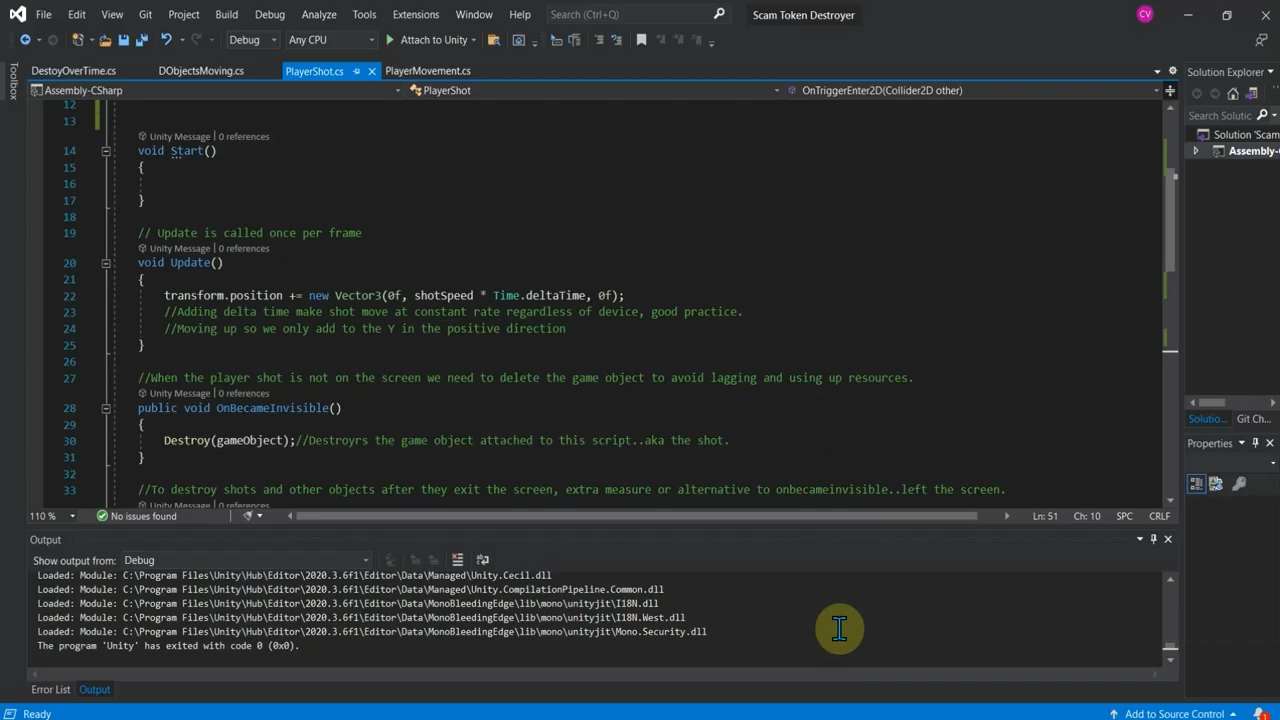 File Edit View Git Project Build Debug Analyze Tools Extensions Window Help Search (Ctrl+Q) Scam Token Destroyer CV
Debug Any CPU Attach to Unity
DestoyOverTime.cs DObjectsMoving.cs PlayerShot.cs PlayerMovement.cs Solution Explorer
Toolbox
Assembly-CSharp PlayerShot OnTriggerEnter2D(Collider2D other)
12
13
Search Solutic
Solution 'Scam
Assembly-C
Unity Message | 0 references
14 void Start()
15 {
16
17 }
18
19 // Update is called once per frame
Unity Message | 0 references
20 void Update()
21 {
22 transform.position += new Vector3(0f, shotSpeed * Time.deltaTime, 0f);
23 //Adding delta time make shot move at constant rate regardless of device, good practice.
24 //Moving up so we only add to the Y in the positive direction
25 }
26
27 //When the player shot is not on the screen we need to delete the game object to avoid lagging and using up resources.
Unity Message | 0 references
28 public void OnBecameInvisible()
29 {
30 Destroy(gameObject);//Destroyrs the game object attached to this script..aka the shot.
31 }
32
33 //To destroy shots and other objects after they exit the screen, extra measure or alternative to onbecameinvisible..left the screen.
Solutio... Git Ch...
Properties
110 % No issues found Ln: 51 Ch: 10 SPC CRLF
Output
Show output from: Debug
Loaded: Module: C:\Program Files\Unity\Hub\Editor\2020.3.6f1\Editor\Data\Managed\Unity.Cecil.dll
Loaded: Module: C:\Program Files\Unity\Hub\Editor\2020.3.6f1\Editor\Data\Managed\Unity.CompilationPipeline.Common.dll
Loaded: Module: C:\Program Files\Unity\Hub\Editor\2020.3.6f1\Editor\Data\MonoBleedingEdge\lib\mono\unityjit\I18N.dll
Loaded: Module: C:\Program Files\Unity\Hub\Editor\2020.3.6f1\Editor\Data\MonoBleedingEdge\lib\mono\unityjit\I18N.West.dll
Loaded: Module: C:\Program Files\Unity\Hub\Editor\2020.3.6f1\Editor\Data\MonoBleedingEdge\lib\mono\unityjit\Mono.Security.dll
The program 'Unity' has exited with code 0 (0x0).
Error List Output
Ready Add to Source Control